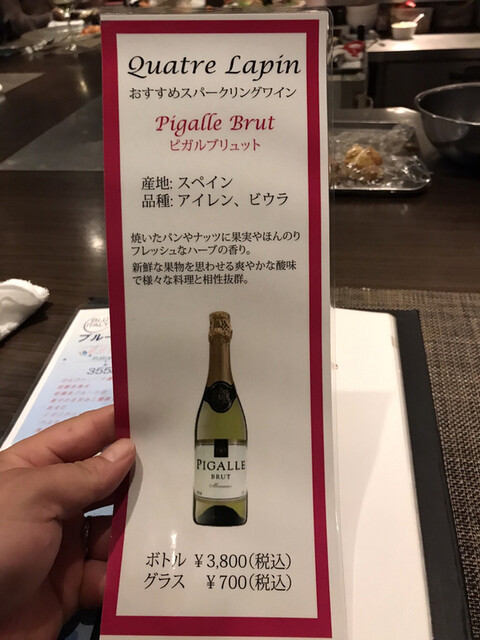 Quatre Lapin
おすすめスパークリングワイン
Pigalle Brut
ピガルブリュット
産地: スペイン
品種: アイレン、ビウラ
焼いたパンやナッツに果実やほんのり
フレッシュなハーブの香り。
新鮮な果物を思わせる爽やかな酸味
で様々な料理と相性抜群。
PIGALLE
BRUT
ボトル ¥3,800(税込)
グラス ¥700(税込)
ブルー
355